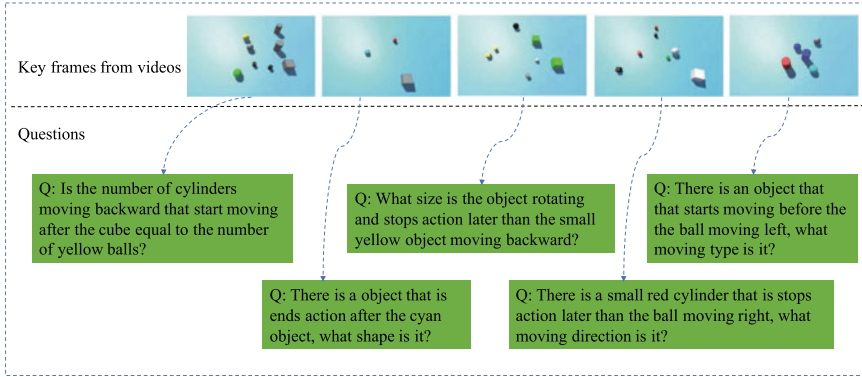 Key frames from videos
Questions
Q: Is the number of cylinders
moving backward that start moving
after the cube equal to the number
of yellow balls?
Q: What size is the object rotating
and stops action later than the small
yellow object moving backward?
Q: There is an object that
that starts moving before the
the ball moving left, what
moving type is it?
Q: There is a object that is
ends action after the cyan
object, what shape is it?
Q: There is a small red cylinder that is stops
action later than the ball moving right, what
moving direction is it?